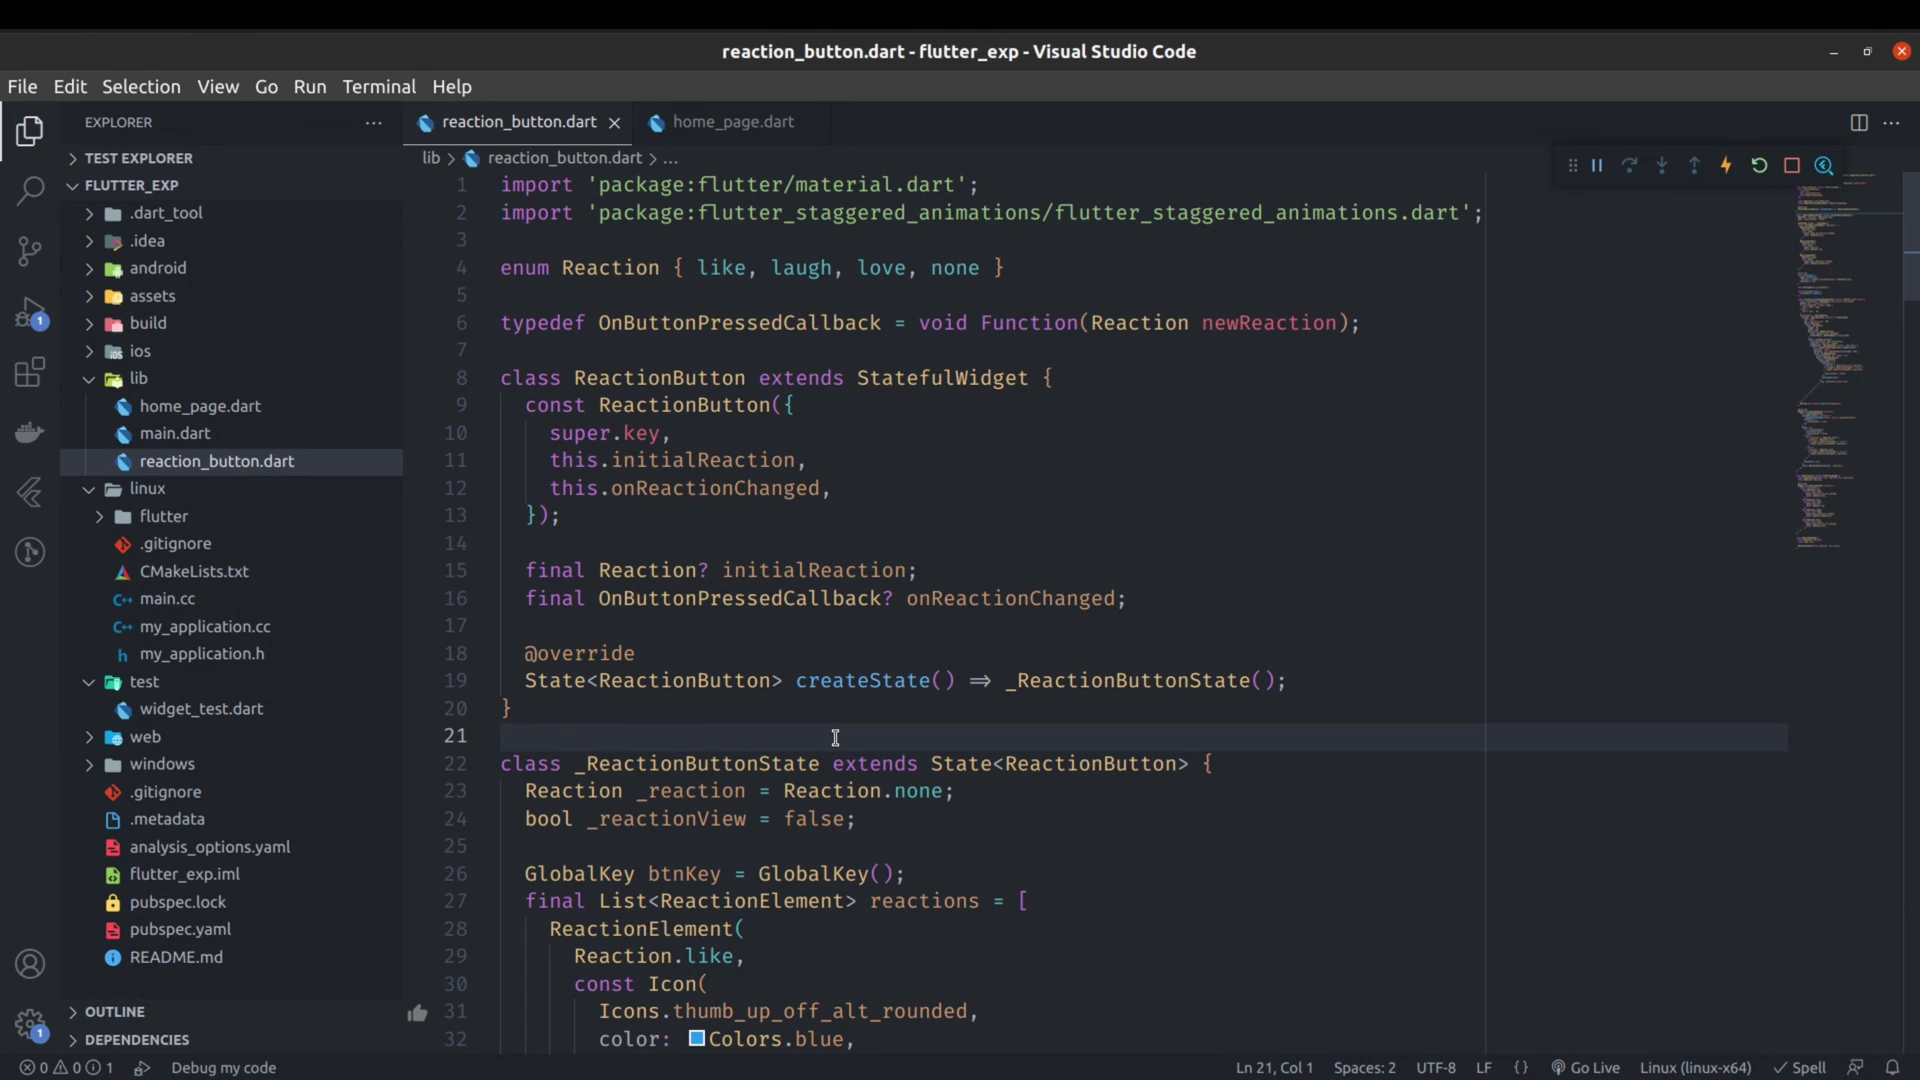 reaction_button.dart - flutter_exp - Visual Studio Code
File Edit Selection View Go Run Terminal Help
EXPLORER
TEST EXPLORER
FLUTTER_EXP
.dart_tool
.idea
android
assets
build
ios
lib
home_page.dart
main.dart
reaction_button.dart
linux
flutter
.gitignore
CMakeLists.txt
main.cc
my_application.cc
my_application.h
test
widget_test.dart
web
windows
.gitignore
.metadata
analysis_options.yaml
flutter_exp.iml
pubspec.lock
pubspec.yaml
README.md
OUTLINE
DEPENDENCIES
1
1
reaction_button.dart home_page.dart
lib > reaction_button.dart > ...
1 import 'package:flutter/material.dart';
2 import 'package:flutter_staggered_animations/flutter_staggered_animations.dart';
3
4 enum Reaction { like, laugh, love, none }
5
6 typedef OnButtonPressedCallback = void Function(Reaction newReaction);
7
8 class ReactionButton extends StatefulWidget {
9 const ReactionButton({
10 super.key,
11 this.initialReaction,
12 this.onReactionChanged,
13 });
14
15 final Reaction? initialReaction;
16 final OnButtonPressedCallback? onReactionChanged;
17
18 @override
19 State<ReactionButton> createState() => _ReactionButtonState();
20 }
21
22 class _ReactionButtonState extends State<ReactionButton> {
23 Reaction _reaction = Reaction.none;
24 bool _reactionView = false;
25
26 GlobalKey btnKey = GlobalKey();
27 final List<ReactionElement> reactions = [
28 ReactionElement(
29 Reaction.like,
30 const Icon(
31 Icons.thumb_up_off_alt_rounded,
32 color: Colors.blue,
0 0 1 Debug my code Ln 21, Col 1 Spaces: 2 UTF-8 LF {} Go Live Linux (linux-x64) Spell